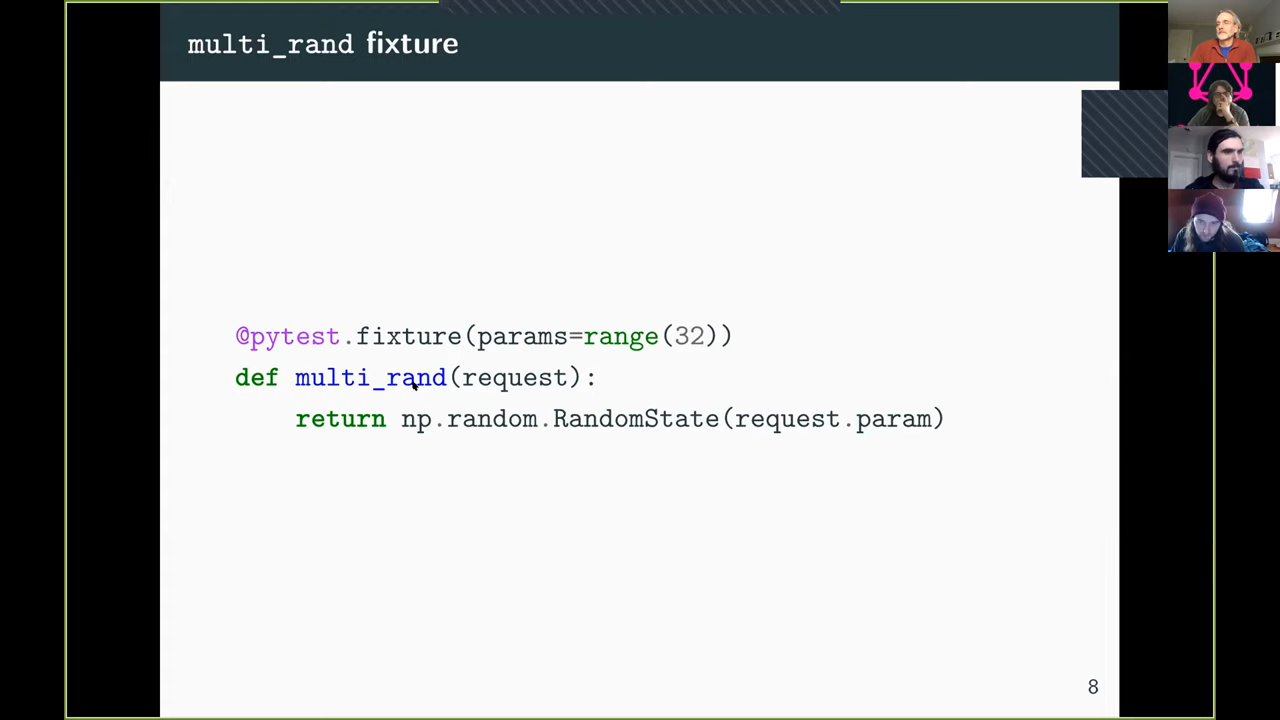 multi_rand fixture
@pytest.fixture(params=range(32))
def multi_rand(request):
    return np.random.RandomState(request.param)
8